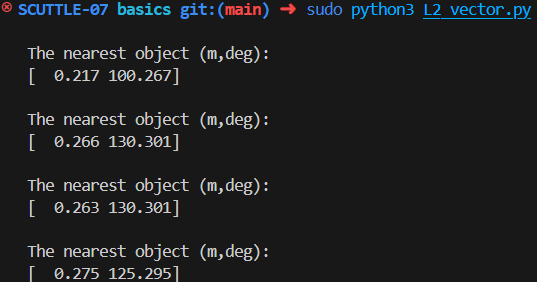 SCUTTLE-07 basics git:(main) ➜ sudo python3 L2_vector.py
The nearest object (m,deg):
[  0.217 100.267]
The nearest object (m,deg):
[  0.266 130.301]
The nearest object (m,deg):
[  0.263 130.301]
The nearest object (m,deg):
[  0.275 125.295]